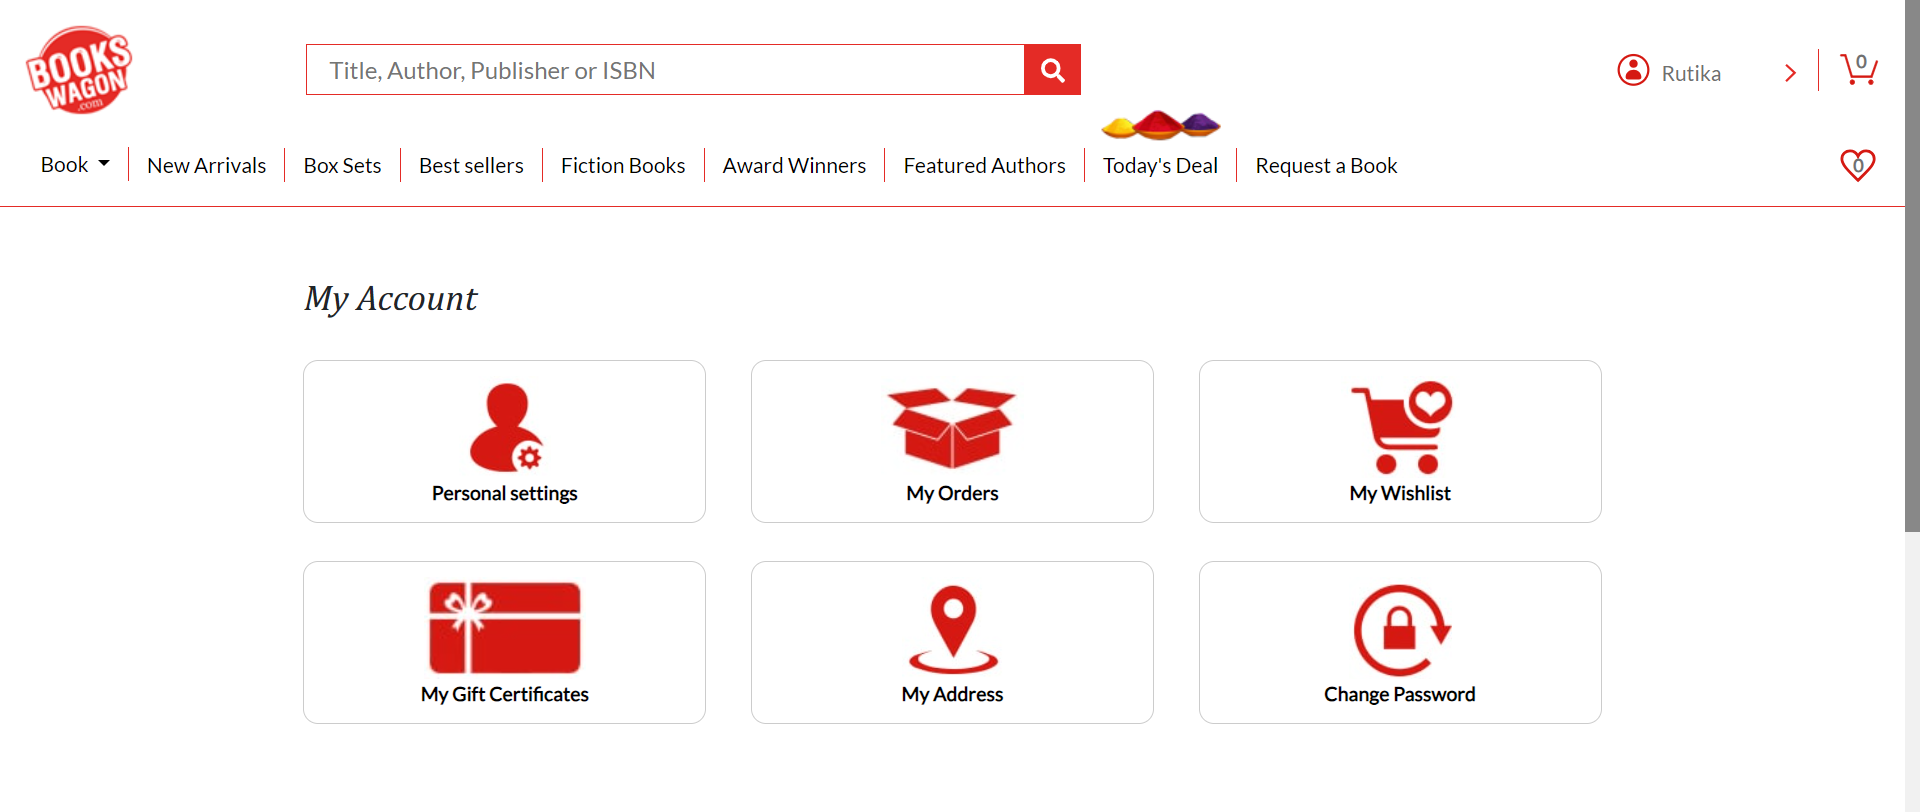 BOOKS
WAGON
.com
Title, Author, Publisher or ISBN
Rutika
0
Book
New Arrivals
Box Sets
Best sellers
Fiction Books
Award Winners
Featured Authors
Today's Deal
Request a Book
0
My Account
Personal settings
My Orders
My Wishlist
My Gift Certificates
My Address
Change Password